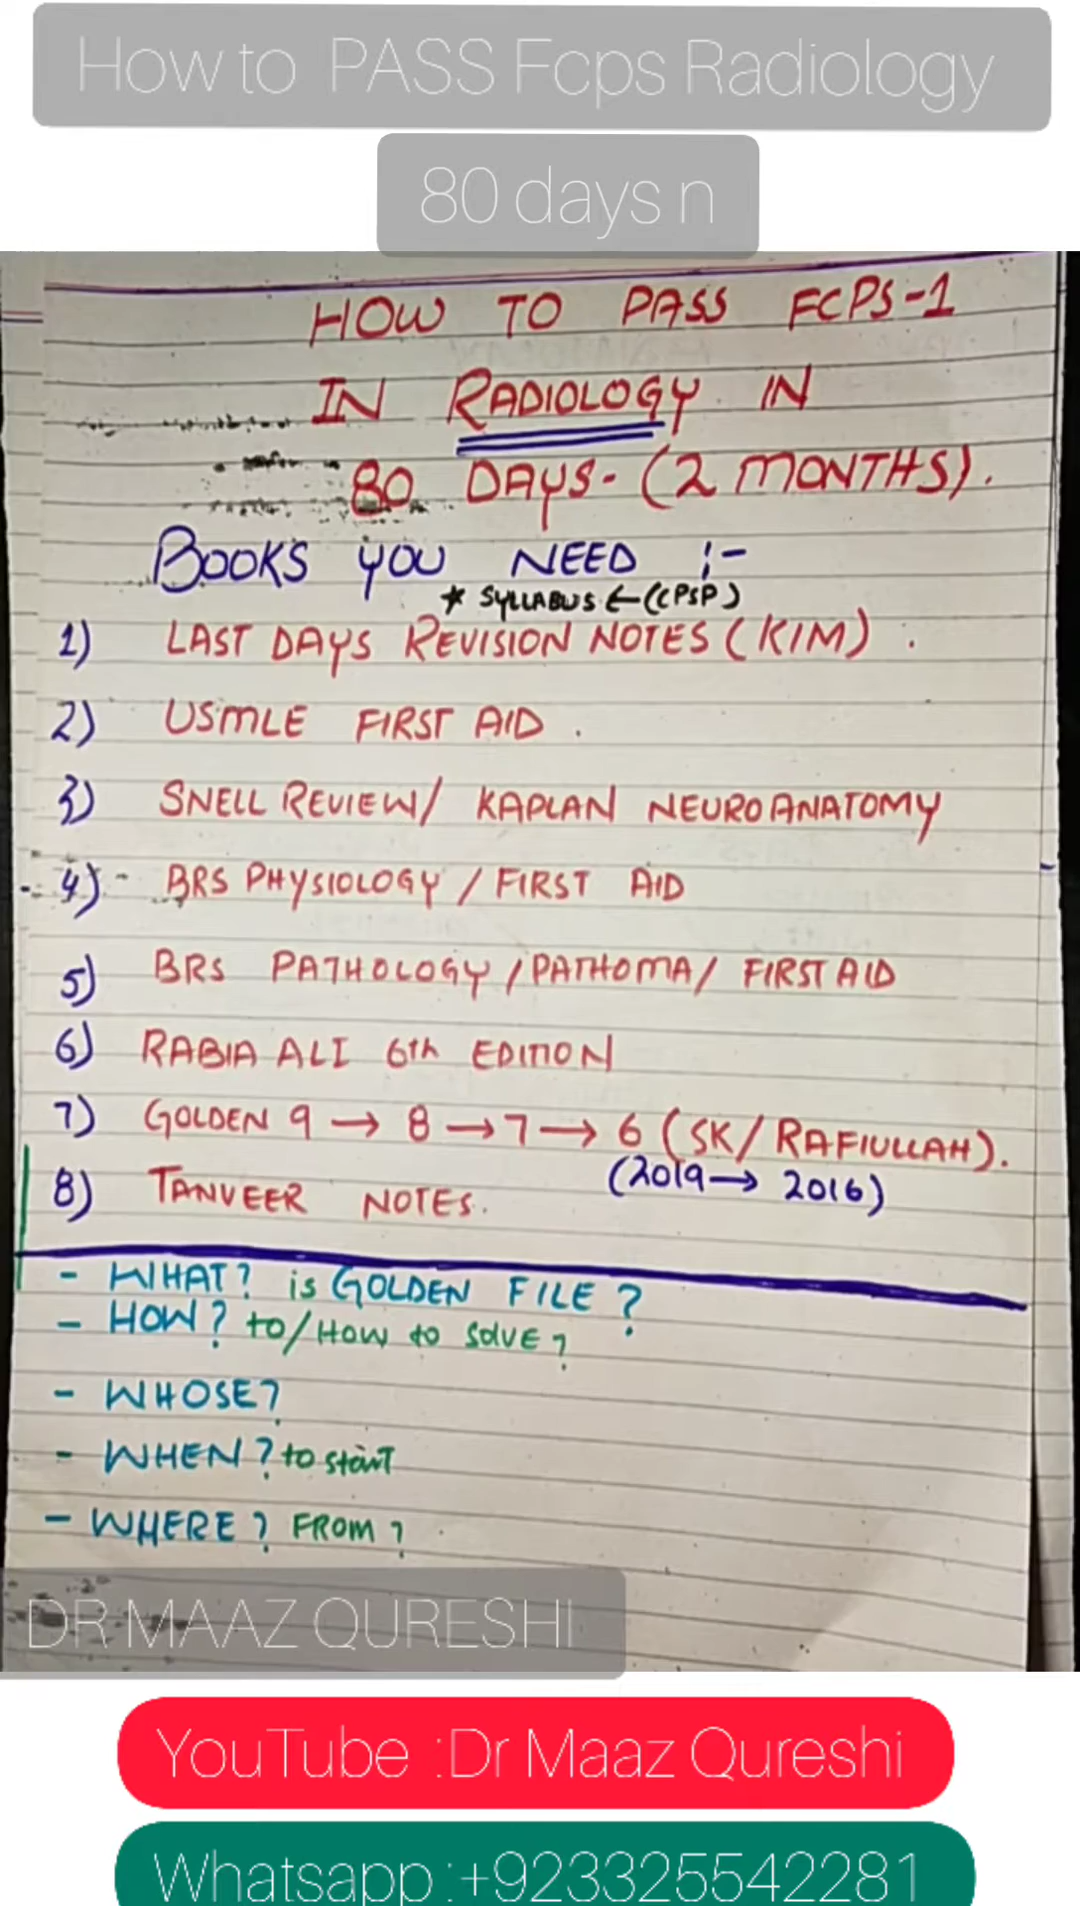 How to PASS Fcps Radiology
80 days n
HOW TO PASS FCPS-1
IN RADIOLOGY IN
80 DAYS. (2 MONTHS).
BOOKS YOU NEED :-
* SYLLABUS ← (CPSP)
1) LAST DAYS REVISION NOTES (KIM).
2) USMLE FIRST AID.
3) SNELL REVIEW/ KAPLAN NEUROANATOMY
4) BRS PHYSIOLOGY / FIRST AID
5) BRS PATHOLOGY / PATHOMA / FIRST AID
6) RABIA ALI 6th EDITION
7) GOLDEN 9 → 8 → 7 → 6 (SK/ RAFIULLAH).
(2019 → 2016)
8) TANVEER NOTES.
- WHAT? is GOLDEN FILE?
- HOW? to/HOW to solve?
- WHOSE?
- WHEN? to start
- WHERE? FROM?
DR MAAZ QURESHI
YouTube :Dr Maaz Qureshi
Whatsapp :+923325542281